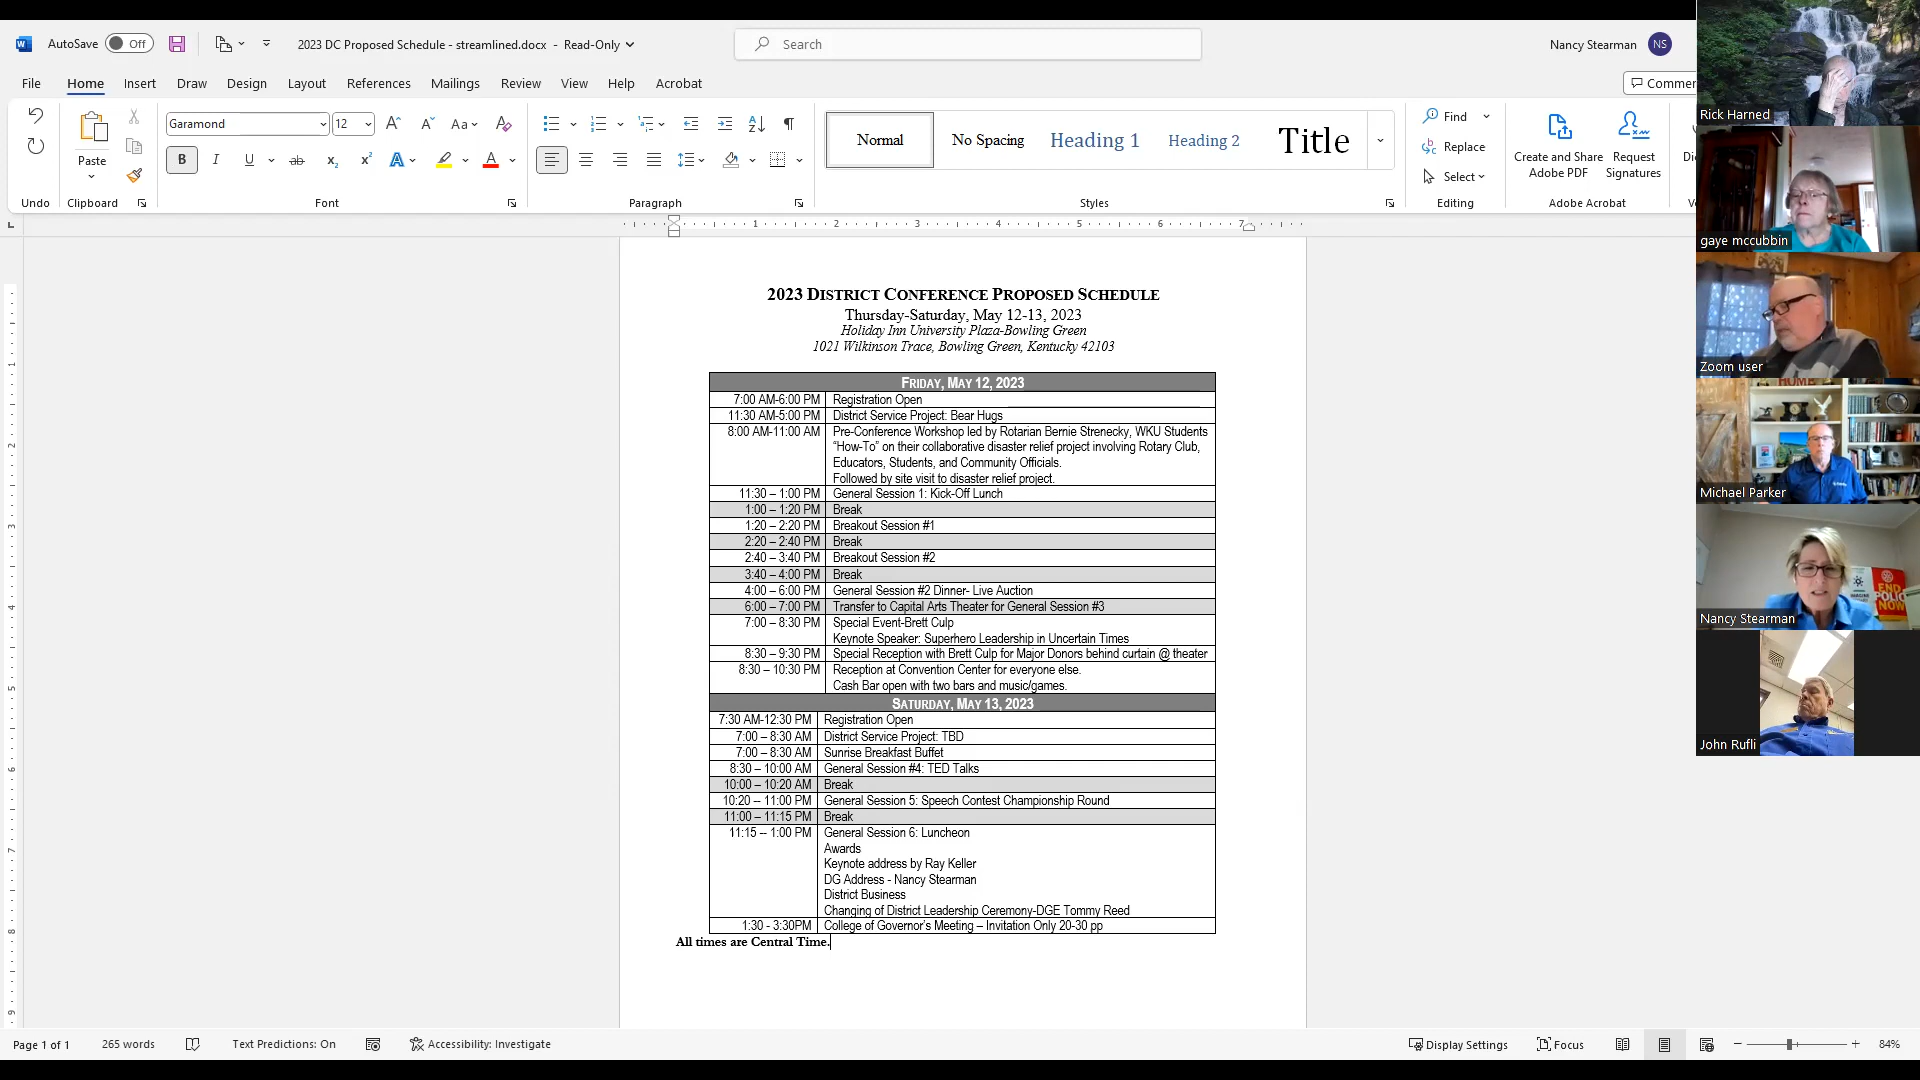 AutoSave Off
2023 DC Proposed Schedule - streamlined.docx - Read-Only
Search
Nancy Stearman NS
File Home Insert Draw Design Layout References Mailings Review View Help Acrobat
Commen
Garamond 12
Paste
Normal No Spacing Heading 1 Heading 2 Title
Find
Replace
Select
Create and Share Adobe PDF
Request Signatures
Undo Clipboard Font Paragraph Styles Editing Adobe Acrobat
1 2 3 4 5 6 7
2023 DISTRICT CONFERENCE PROPOSED SCHEDULE
Thursday-Saturday, May 12-13, 2023
Holiday Inn University Plaza-Bowling Green
1021 Wilkinson Trace, Bowling Green, Kentucky 42103
FRIDAY, MAY 12, 2023
7:00 AM-6:00 PM Registration Open
11:30 AM-5:00 PM District Service Project: Bear Hugs
8:00 AM-11:00 AM Pre-Conference Workshop led by Rotarian Bernie Strenecky, WKU Students
“How-To” on their collaborative disaster relief project involving Rotary Club,
Educators, Students, and Community Officials.
Followed by site visit to disaster relief project.
11:30 – 1:00 PM General Session 1: Kick-Off Lunch
1:00 – 1:20 PM Break
1:20 – 2:20 PM Breakout Session #1
2:20 – 2:40 PM Break
2:40 – 3:40 PM Breakout Session #2
3:40 – 4:00 PM Break
4:00 – 6:00 PM General Session #2 Dinner- Live Auction
6:00 – 7:00 PM Transfer to Capital Arts Theater for General Session #3
7:00 – 8:30 PM Special Event-Brett Culp
Keynote Speaker: Superhero Leadership in Uncertain Times
8:30 – 9:30 PM Special Reception with Brett Culp for Major Donors behind curtain @ theater
8:30 – 10:30 PM Reception at Convention Center for everyone else.
Cash Bar open with two bars and music/games.
SATURDAY, MAY 13, 2023
7:30 AM-12:30 PM Registration Open
7:00 – 8:30 AM District Service Project: TBD
7:00 – 8:30 AM Sunrise Breakfast Buffet
8:30 – 10:00 AM General Session #4: TED Talks
10:00 – 10:20 AM Break
10:20 – 11:00 PM General Session 5: Speech Contest Championship Round
11:00 – 11:15 PM Break
11:15 – 1:00 PM General Session 6: Luncheon
Awards
Keynote address by Ray Keller
DG Address - Nancy Stearman
District Business
Changing of District Leadership Ceremony-DGE Tommy Reed
1:30 - 3:30PM College of Governor’s Meeting – Invitation Only 20-30 pp
All times are Central Time.
Page 1 of 1 265 words Text Predictions: On Accessibility: Investigate
Display Settings Focus 84%
Rick Harned
gaye mccubbin
Zoom user
HOME
Michael Parker
END
POLIO
NOW
Nancy Stearman
John Rufli